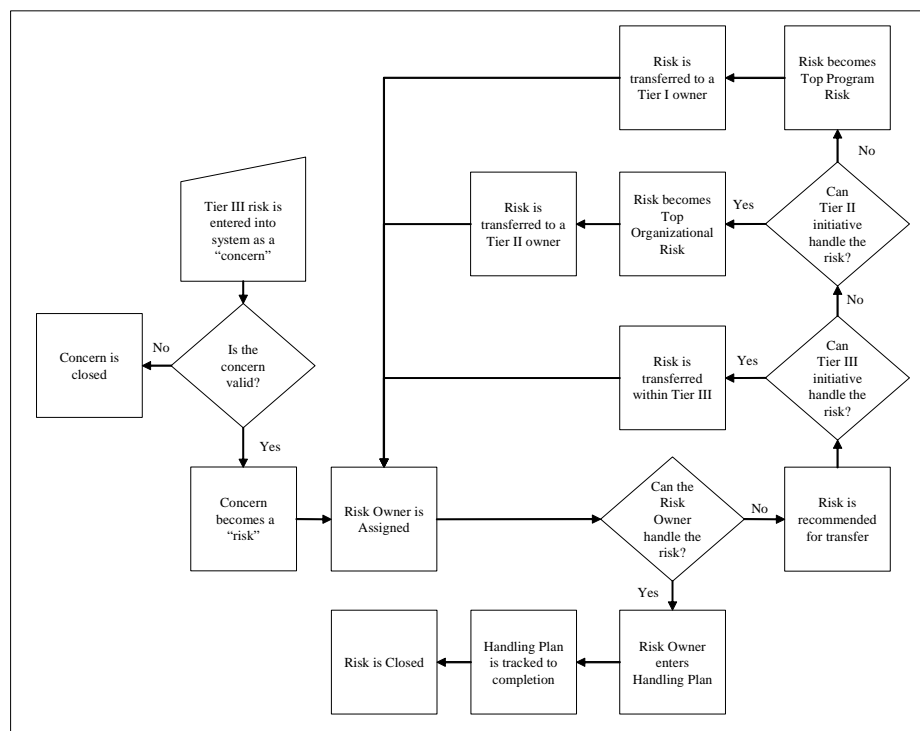 Risk is
transferred to a
Tier I owner
Risk becomes
Top Program
Risk
No
Tier III risk is
entered into
system as a
“concern”
Risk is
transferred to a
Tier II owner
Risk becomes
Top
Organizational
Risk
Yes
Can
Tier II
initiative
handle the
risk?
No
Concern is
closed
No
Is the
concern
valid?
Risk is
transferred
within Tier III
Yes
Can
Tier III
initiative
handle the
risk?
Yes
Concern
becomes a
“risk”
Risk Owner is
Assigned
Can the
Risk
Owner
handle the
risk?
No
Risk is
recommended
for transfer
Yes
Risk is Closed
Handling Plan
is tracked to
completion
Risk Owner
enters
Handling Plan